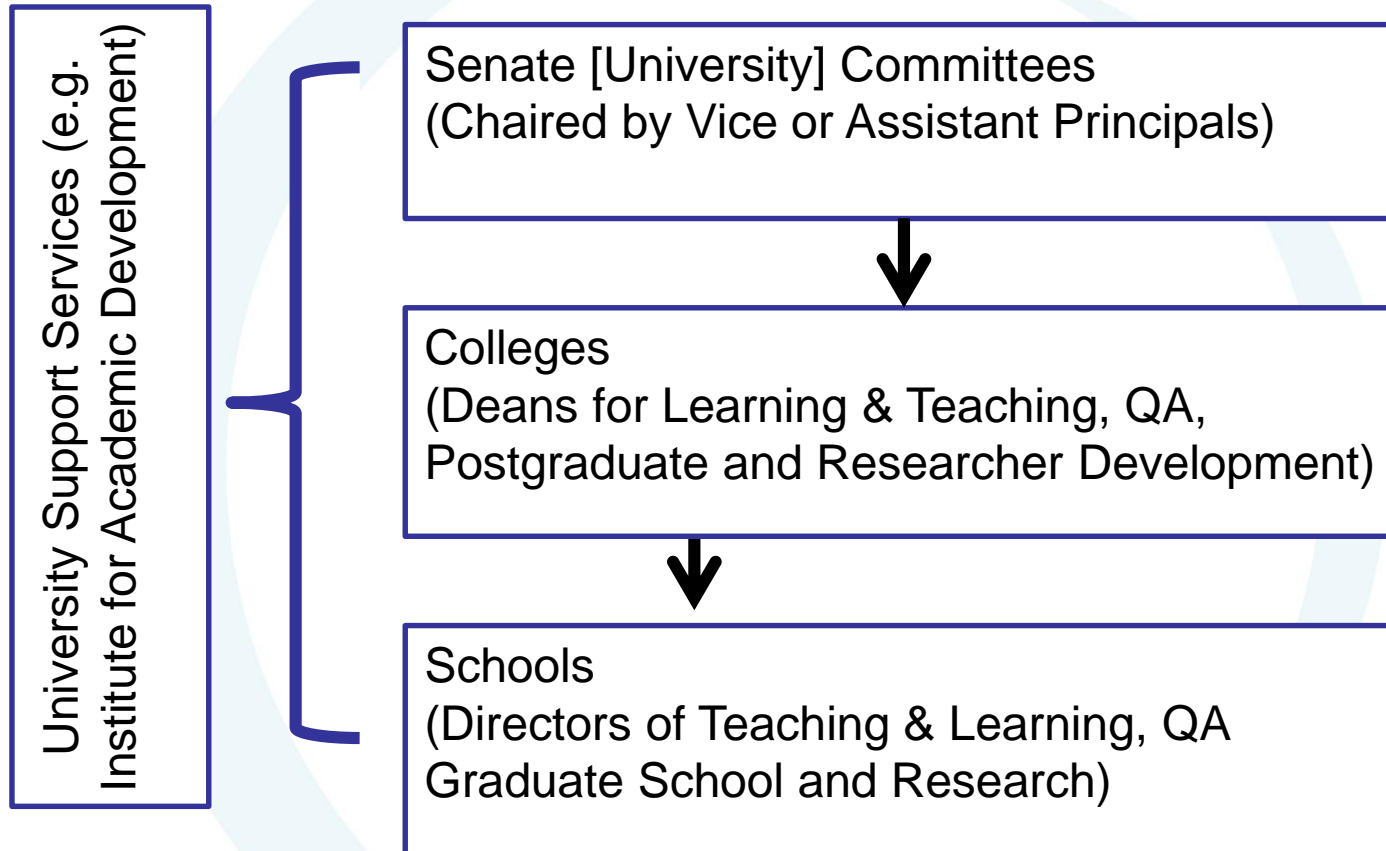 University Support Services (e.g.
Institute for Academic Development)
Senate [University] Committees
(Chaired by Vice or Assistant Principals)
Colleges
(Deans for Learning & Teaching, QA,
Postgraduate and Researcher Development)
Schools
(Directors of Teaching & Learning, QA
Graduate School and Research)